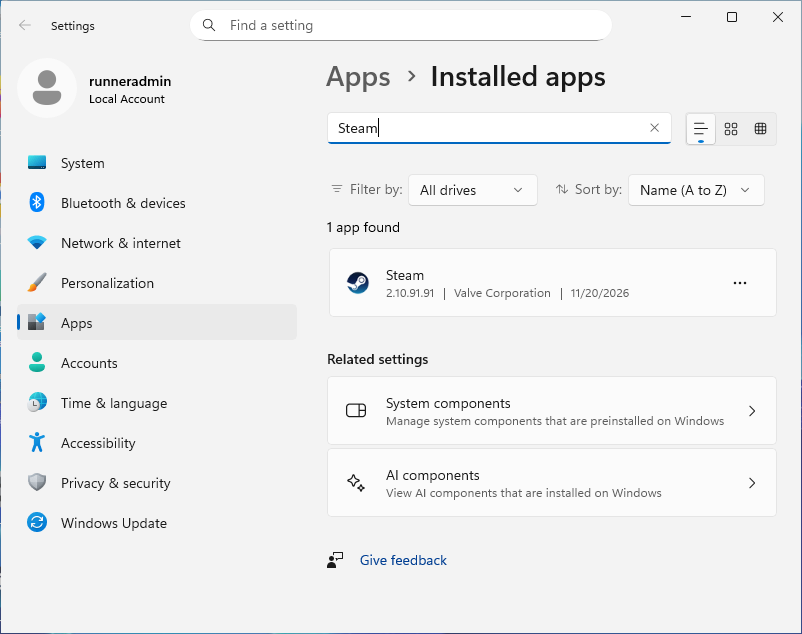 Settings
Find a setting
runneradmin
Local Account
System
Bluetooth & devices
Network & internet
Personalization
Apps
Accounts
Time & language
Accessibility
Privacy & security
Windows Update
Apps > Installed apps
Steam
Filter by: All drives
Sort by: Name (A to Z)
1 app found
Steam
2.10.91.91 | Valve Corporation | 11/20/2026
Related settings
System components
Manage system components that are preinstalled on Windows
AI components
View AI components that are installed on Windows
Give feedback